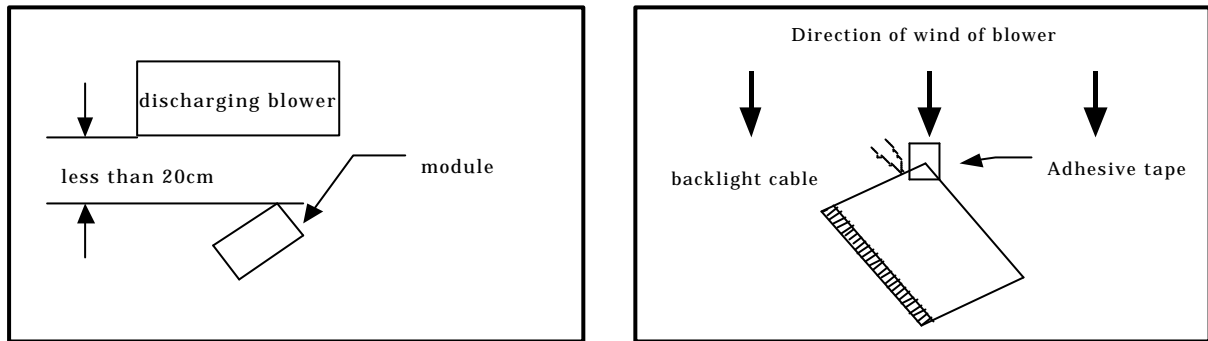 discharging blower
less than 20cm
module
Direction of wind of blower
backlight cable
Adhesive tape